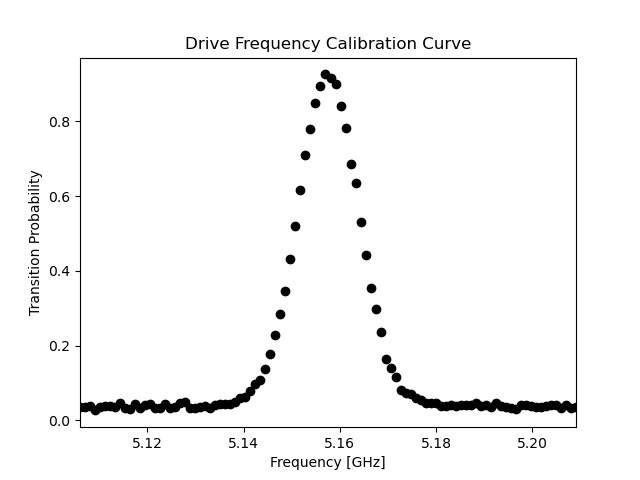 Drive Frequency Calibration Curve
Transition Probability
0.8
0.6
0.4
0.2
0.0
5.12 5.14 5.16 5.18 5.20
Frequency [GHz]